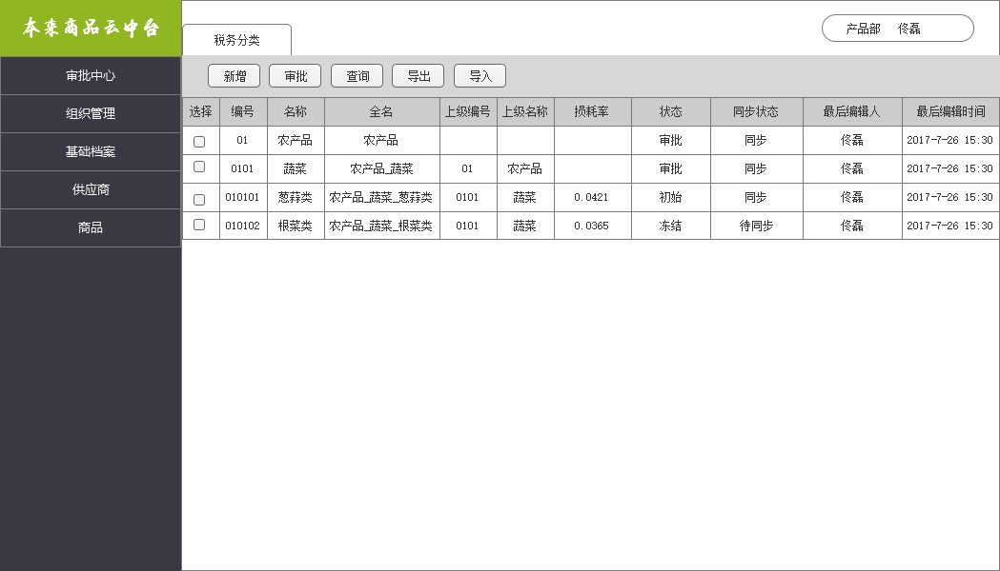 本来商品云中台
产品部 佟磊
税务分类
审批中心
组织管理
基础档案
供应商
商品
新增 审批 查询 导出 导入
选择 编号 名称 全名 上级编号 上级名称 损耗率 状态 同步状态 最后编辑人 最后编辑时间
01 农产品 农产品 审批 同步 佟磊 2017-7-26 15:30
0101 蔬菜 农产品_蔬菜 01 农产品 审批 同步 佟磊 2017-7-26 15:30
010101 葱蒜类 农产品_蔬菜_葱蒜类 0101 蔬菜 0.0421 初始 同步 佟磊 2017-7-26 15:30
010102 根菜类 农产品_蔬菜_根菜类 0101 蔬菜 0.0365 冻结 待同步 佟磊 2017-7-26 15:30